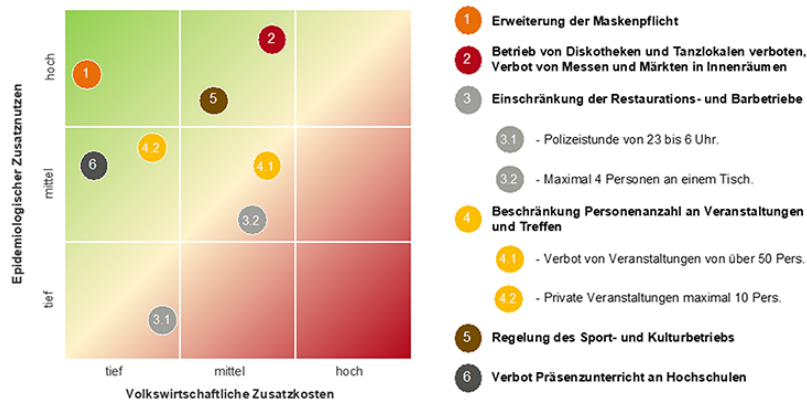 Epidemiologischer Zusatznutzen
hoch
mittel
tief
1
2
5
6
4.2
4.1
3.2
3.1
tief
mittel
hoch
Volkswirtschaftliche Zusatzkosten
1 Erweiterung der Maskenpflicht
2 Betrieb von Diskotheken und Tanzlokalen verboten,
Verbot von Messen und Märkten in Innenräumen
3 Einschränkung der Restaurations- und Barbetriebe
3.1 - Polizeistunde von 23 bis 6 Uhr.
3.2 - Maximal 4 Personen an einem Tisch.
4 Beschränkung Personenanzahl an Veranstaltungen
und Treffen
4.1 - Verbot von Veranstaltungen von über 50 Pers.
4.2 - Private Veranstaltungen maximal 10 Pers.
5 Regelung des Sport- und Kulturbetriebs
6 Verbot Präsenzunterricht an Hochschulen